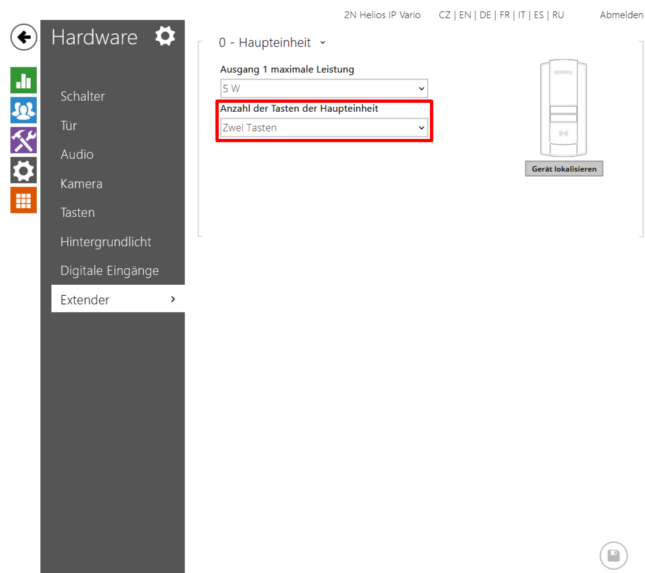 2N Helios IP Vario CZ | EN | DE | FR | IT | ES | RU Abmelden
Hardware
0 - Haupteinheit
Ausgang 1 maximale Leistung
5 W
Anzahl der Tasten der Haupteinheit
Zwei Tasten
Gerät lokalisieren
Schalter
Tür
Audio
Kamera
Tasten
Hintergrundlicht
Digitale Eingänge
Extender